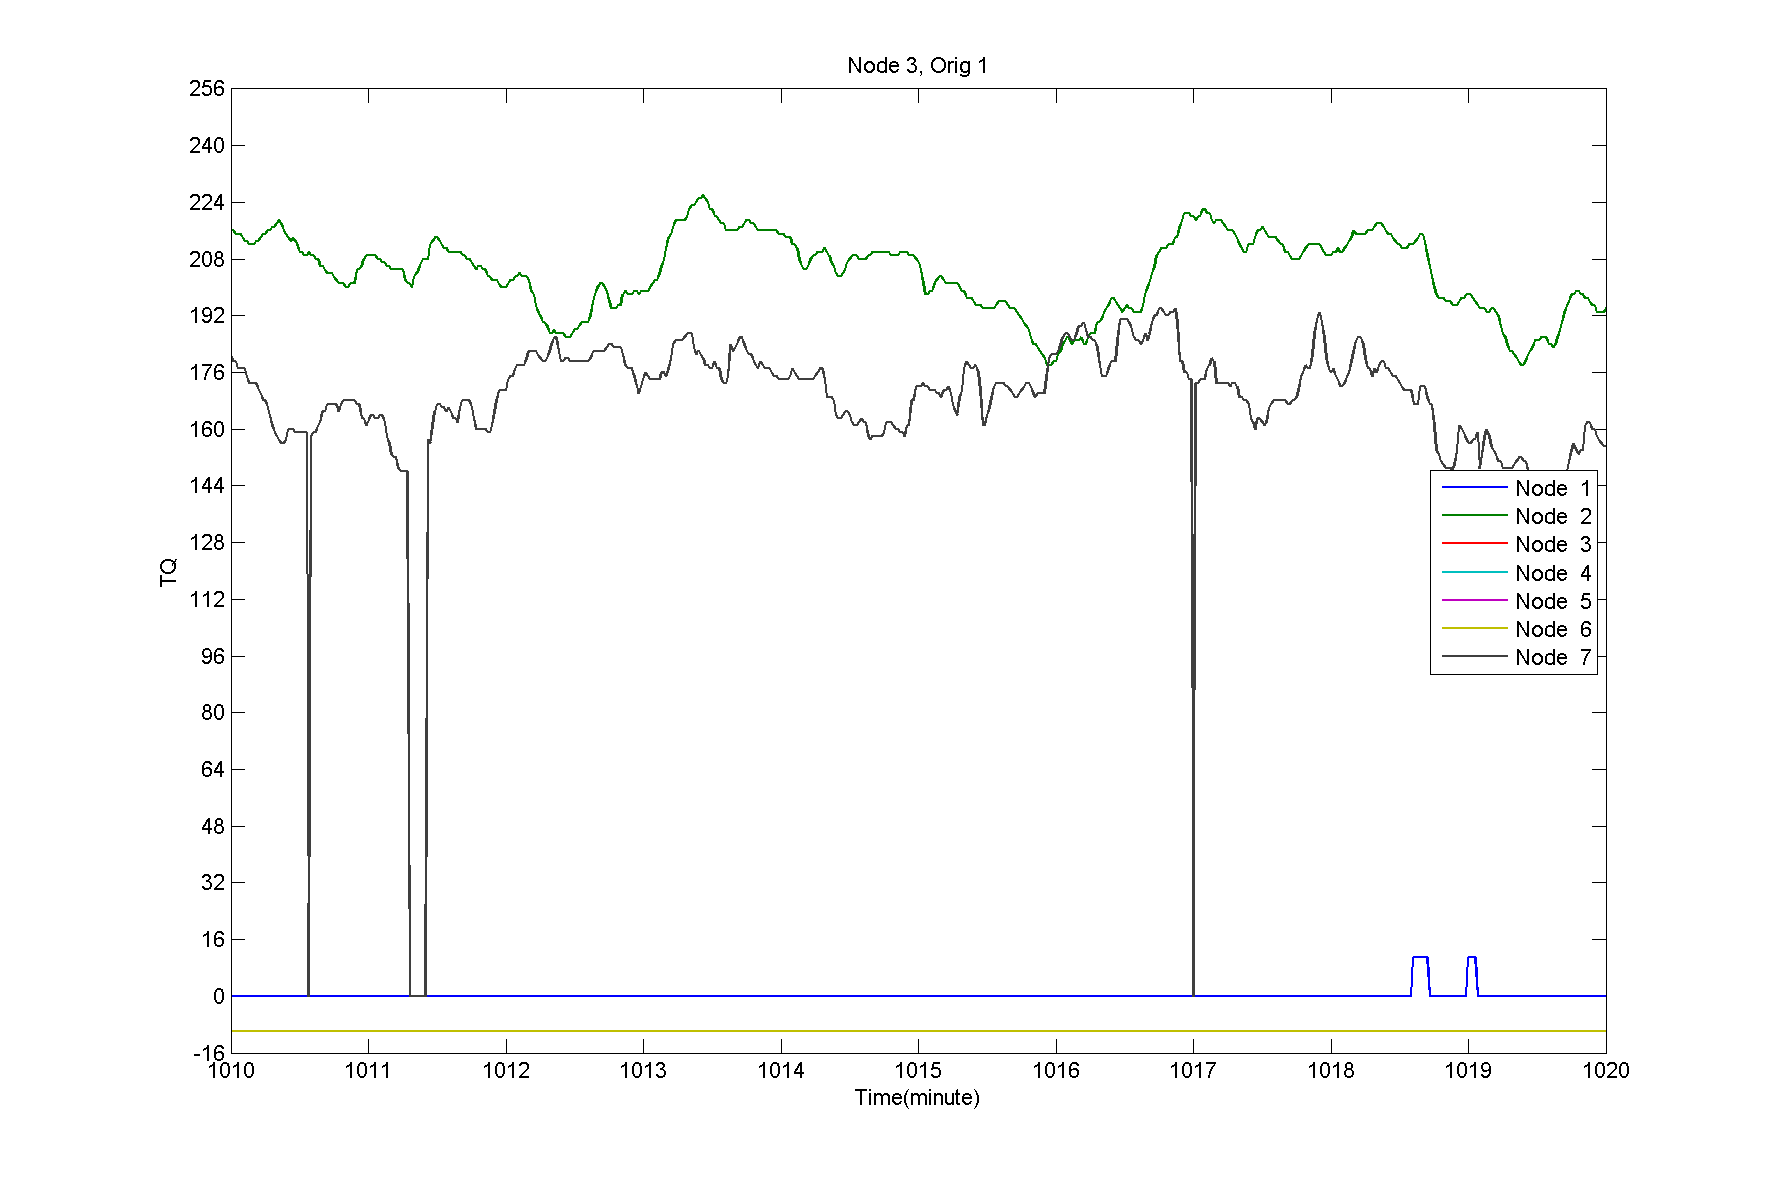 Node 3, Orig 1
256
240
224
208
192
176
160
144
128
112
96
80
64
48
32
16
0
-16
TQ
Node 1
Node 2
Node 3
Node 4
Node 5
Node 6
Node 7
1010 1011 1012 1013 1014 1015 1016 1017 1018 1019 1020
Time(minute)